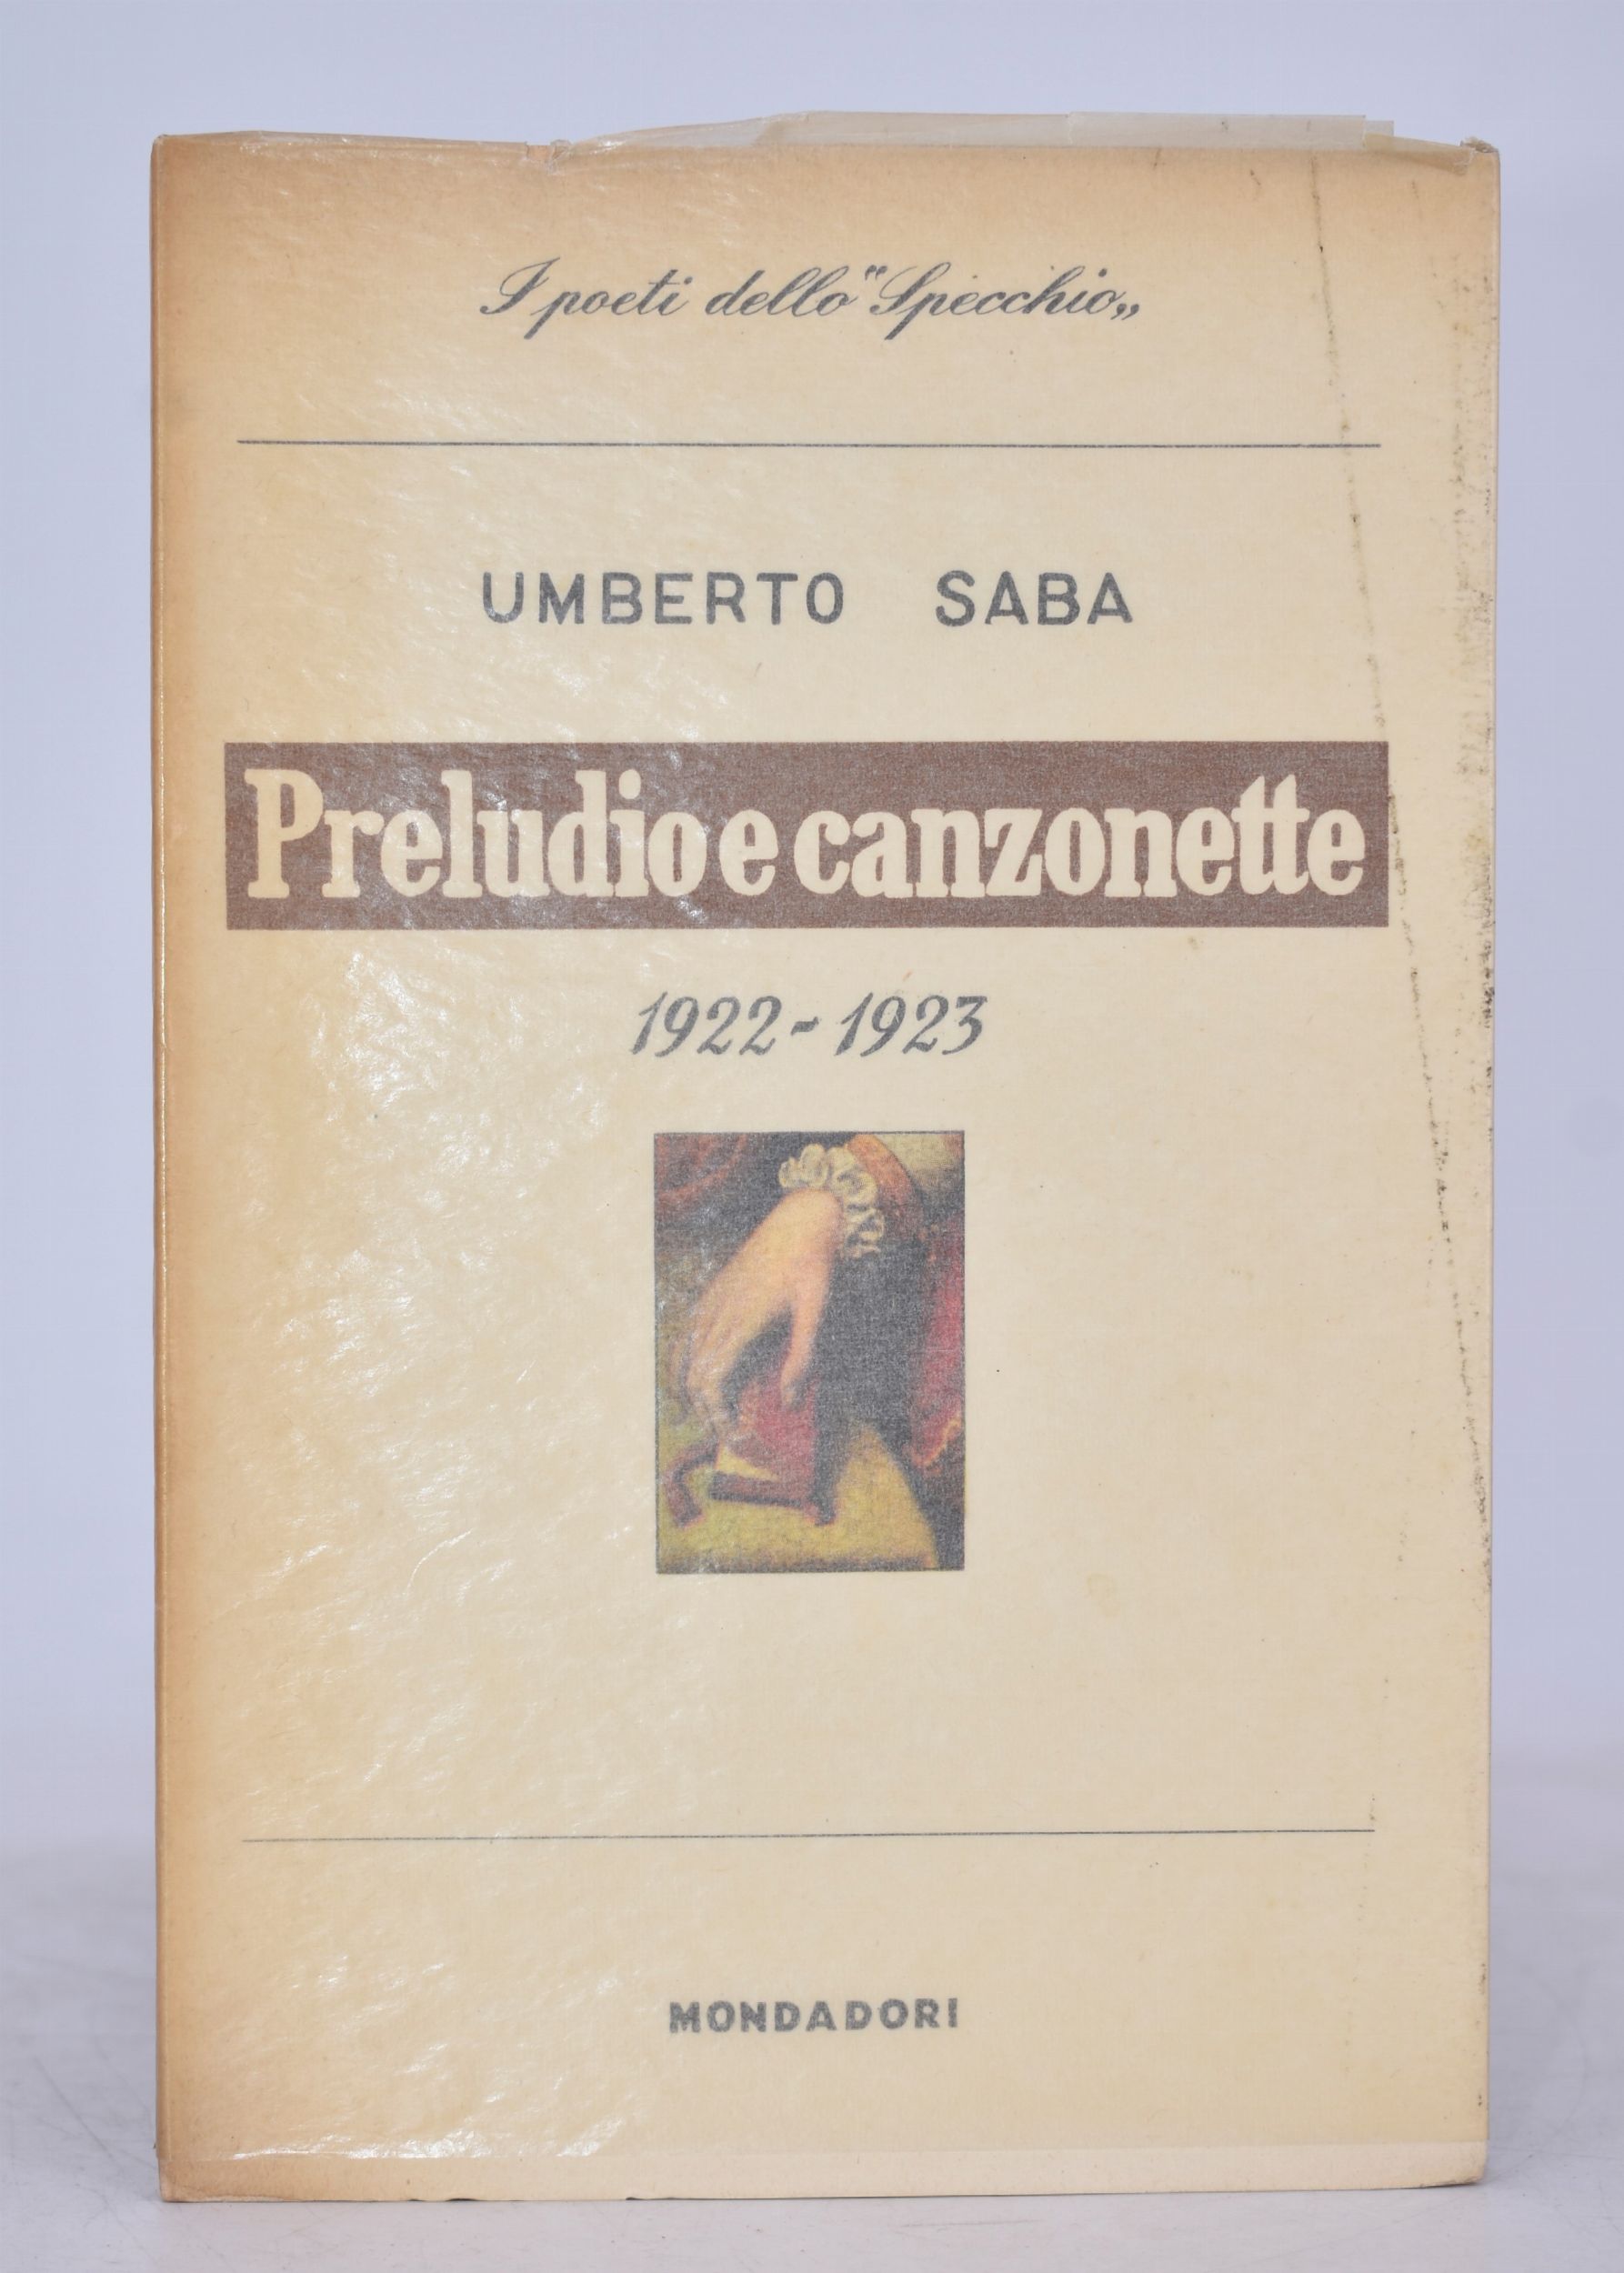 I poeti dello "Specchio„
UMBERTO SABA
Preludio e canzonette
1922-1923
MONDADORI